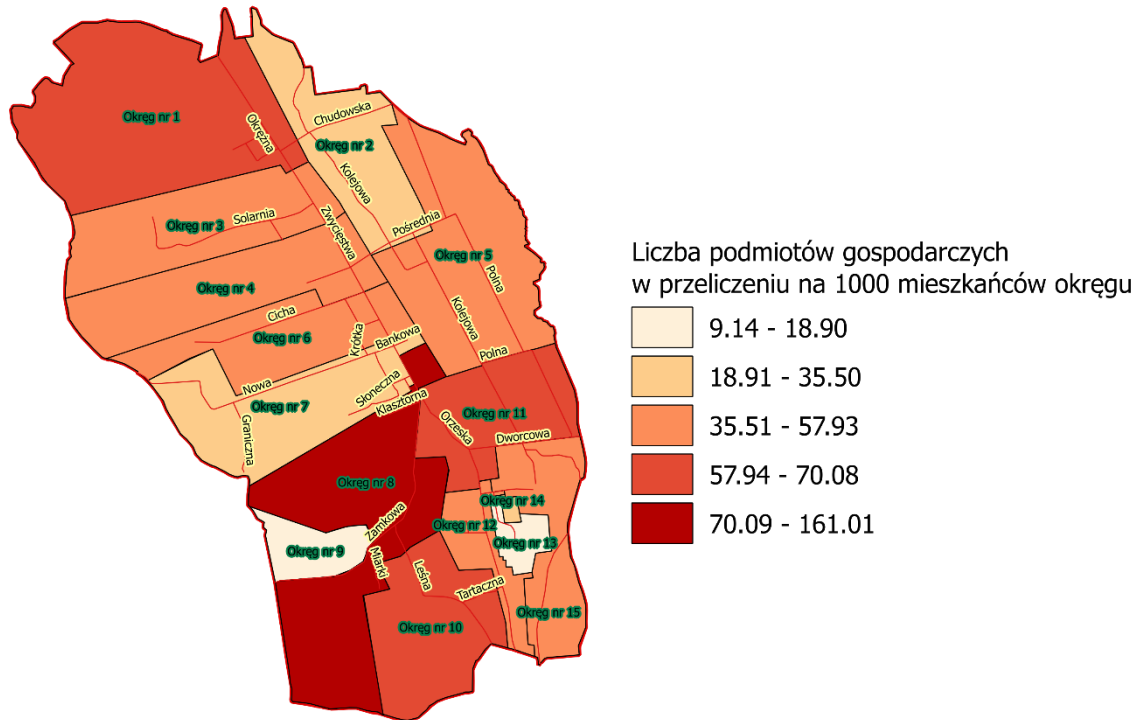 Okręg nr 1
Okrężna
Chudowska
Okręg nr 2
Kolejowa
Solarnia
Okręg nr 3
Zwycięstwa
Pośrednia
Okręg nr 5
Polna
Okręg nr 4
Cicha
Kolejowa
Okręg nr 6
Krótka
Bankowa
Polna
Nowa
Słoneczna
Klasztorna
Okręg nr 7
Graniczna
Okręg nr 11
Orzeska
Dworcowa
Okręg nr 8
Zamkowa
Okręg nr 14
Okręg nr 12
Okręg nr 13
Okręg nr 9
Miarki
Leśna
Tartaczna
Okręg nr 15
Okręg nr 10
Liczba podmiotów gospodarczych
w przeliczeniu na 1000 mieszkańców okręgu
9.14 - 18.90
18.91 - 35.50
35.51 - 57.93
57.94 - 70.08
70.09 - 161.01